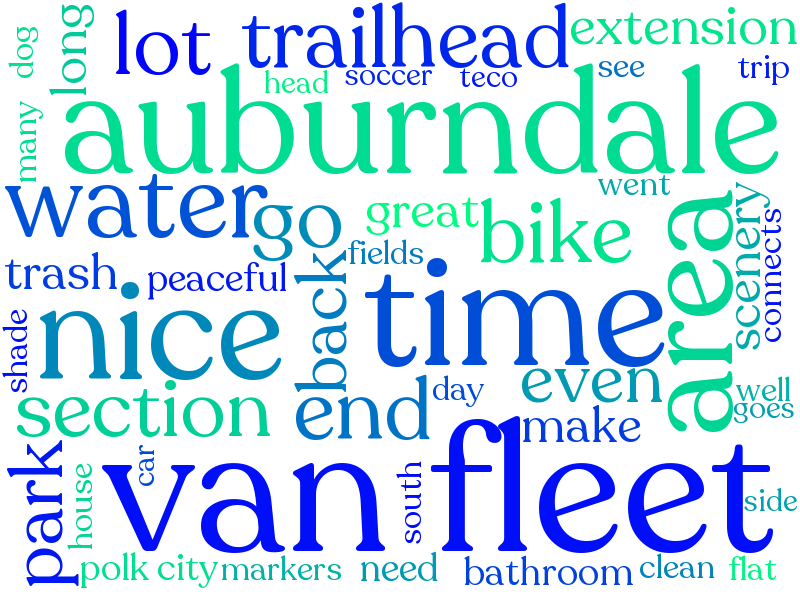 dog
long
lot
trailhead
extension
head
soccer
teco
see
trip
many
auburndale
water
go
great
bike
went
area
scenery
connects
trash
peaceful
fields
back
time
shade
nice
section
end
day
even
make
well
goes
park
house
car
van fleet
south
side
polk city
markers
need
bathroom
clean
flat